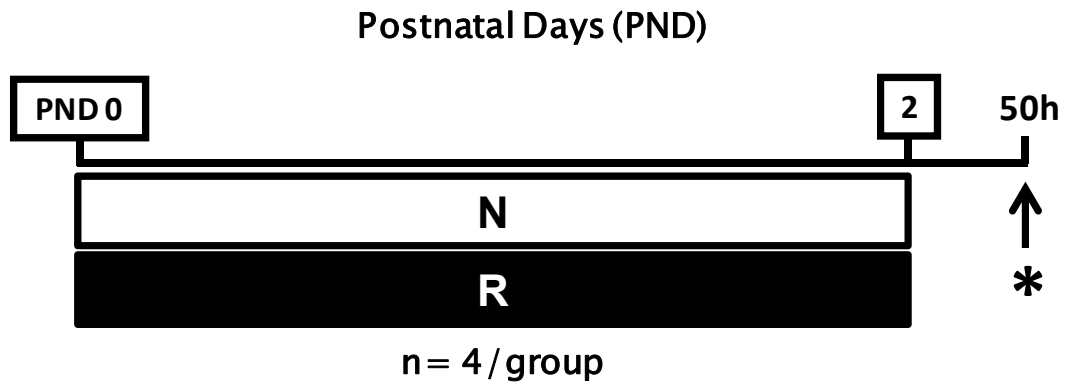 Postnatal Days (PND)
PND 0 2 50h
N
*
R
n= 4 / group